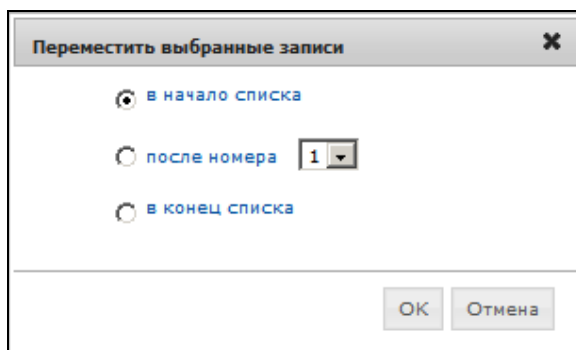 Переместить выбранные записи
в начало списка
после номера 1
в конец списка
OK Отмена